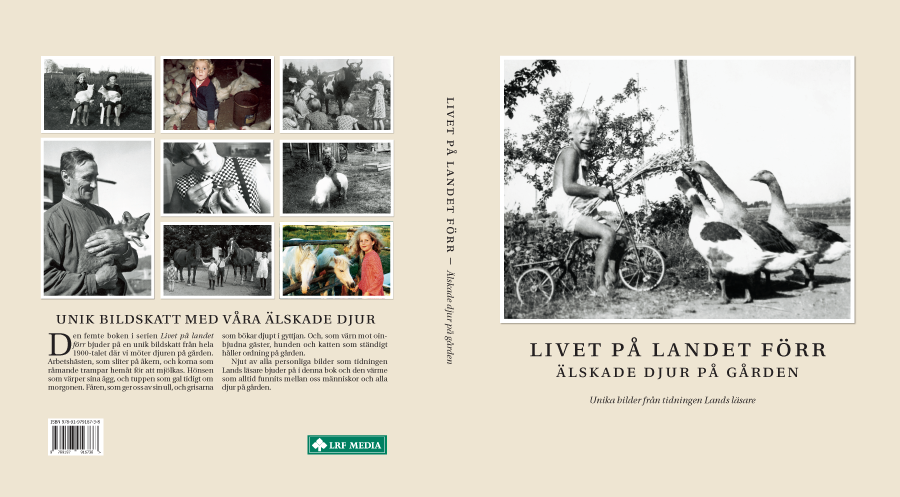 UNIK BILDSKATT MED VÅRA ÄLSKADE DJUR
Den femte boken i serien Livet på landet
förr bjuder på en unik bildskatt från hela
1900-talet där vi möter djuren på gården.
Arbetshästen, som sliter på åkern, och korna som
råmande trampar hemåt för att mjölkas. Hönsen
som värper sina ägg, och tuppen som gal tidigt om
morgonen. Fåren, som ger oss av sin ull, och grisarna
som bökar djupt i gyttjan. Och, som värn mot oin-
bjudna gäster, hunden och katten som ständigt
håller ordning på gården.
Njut av alla personliga bilder som tidningen
Lands läsare bjuder på i denna bok och den värme
som alltid funnits mellan oss människor och alla
djur på gården.
LRF MEDIA
LIVET PÅ LANDET FÖRR – Älskade djur på gården
LIVET PÅ LANDET FÖRR
ÄLSKADE DJUR PÅ GÅRDEN
Unika bilder från tidningen Lands läsare